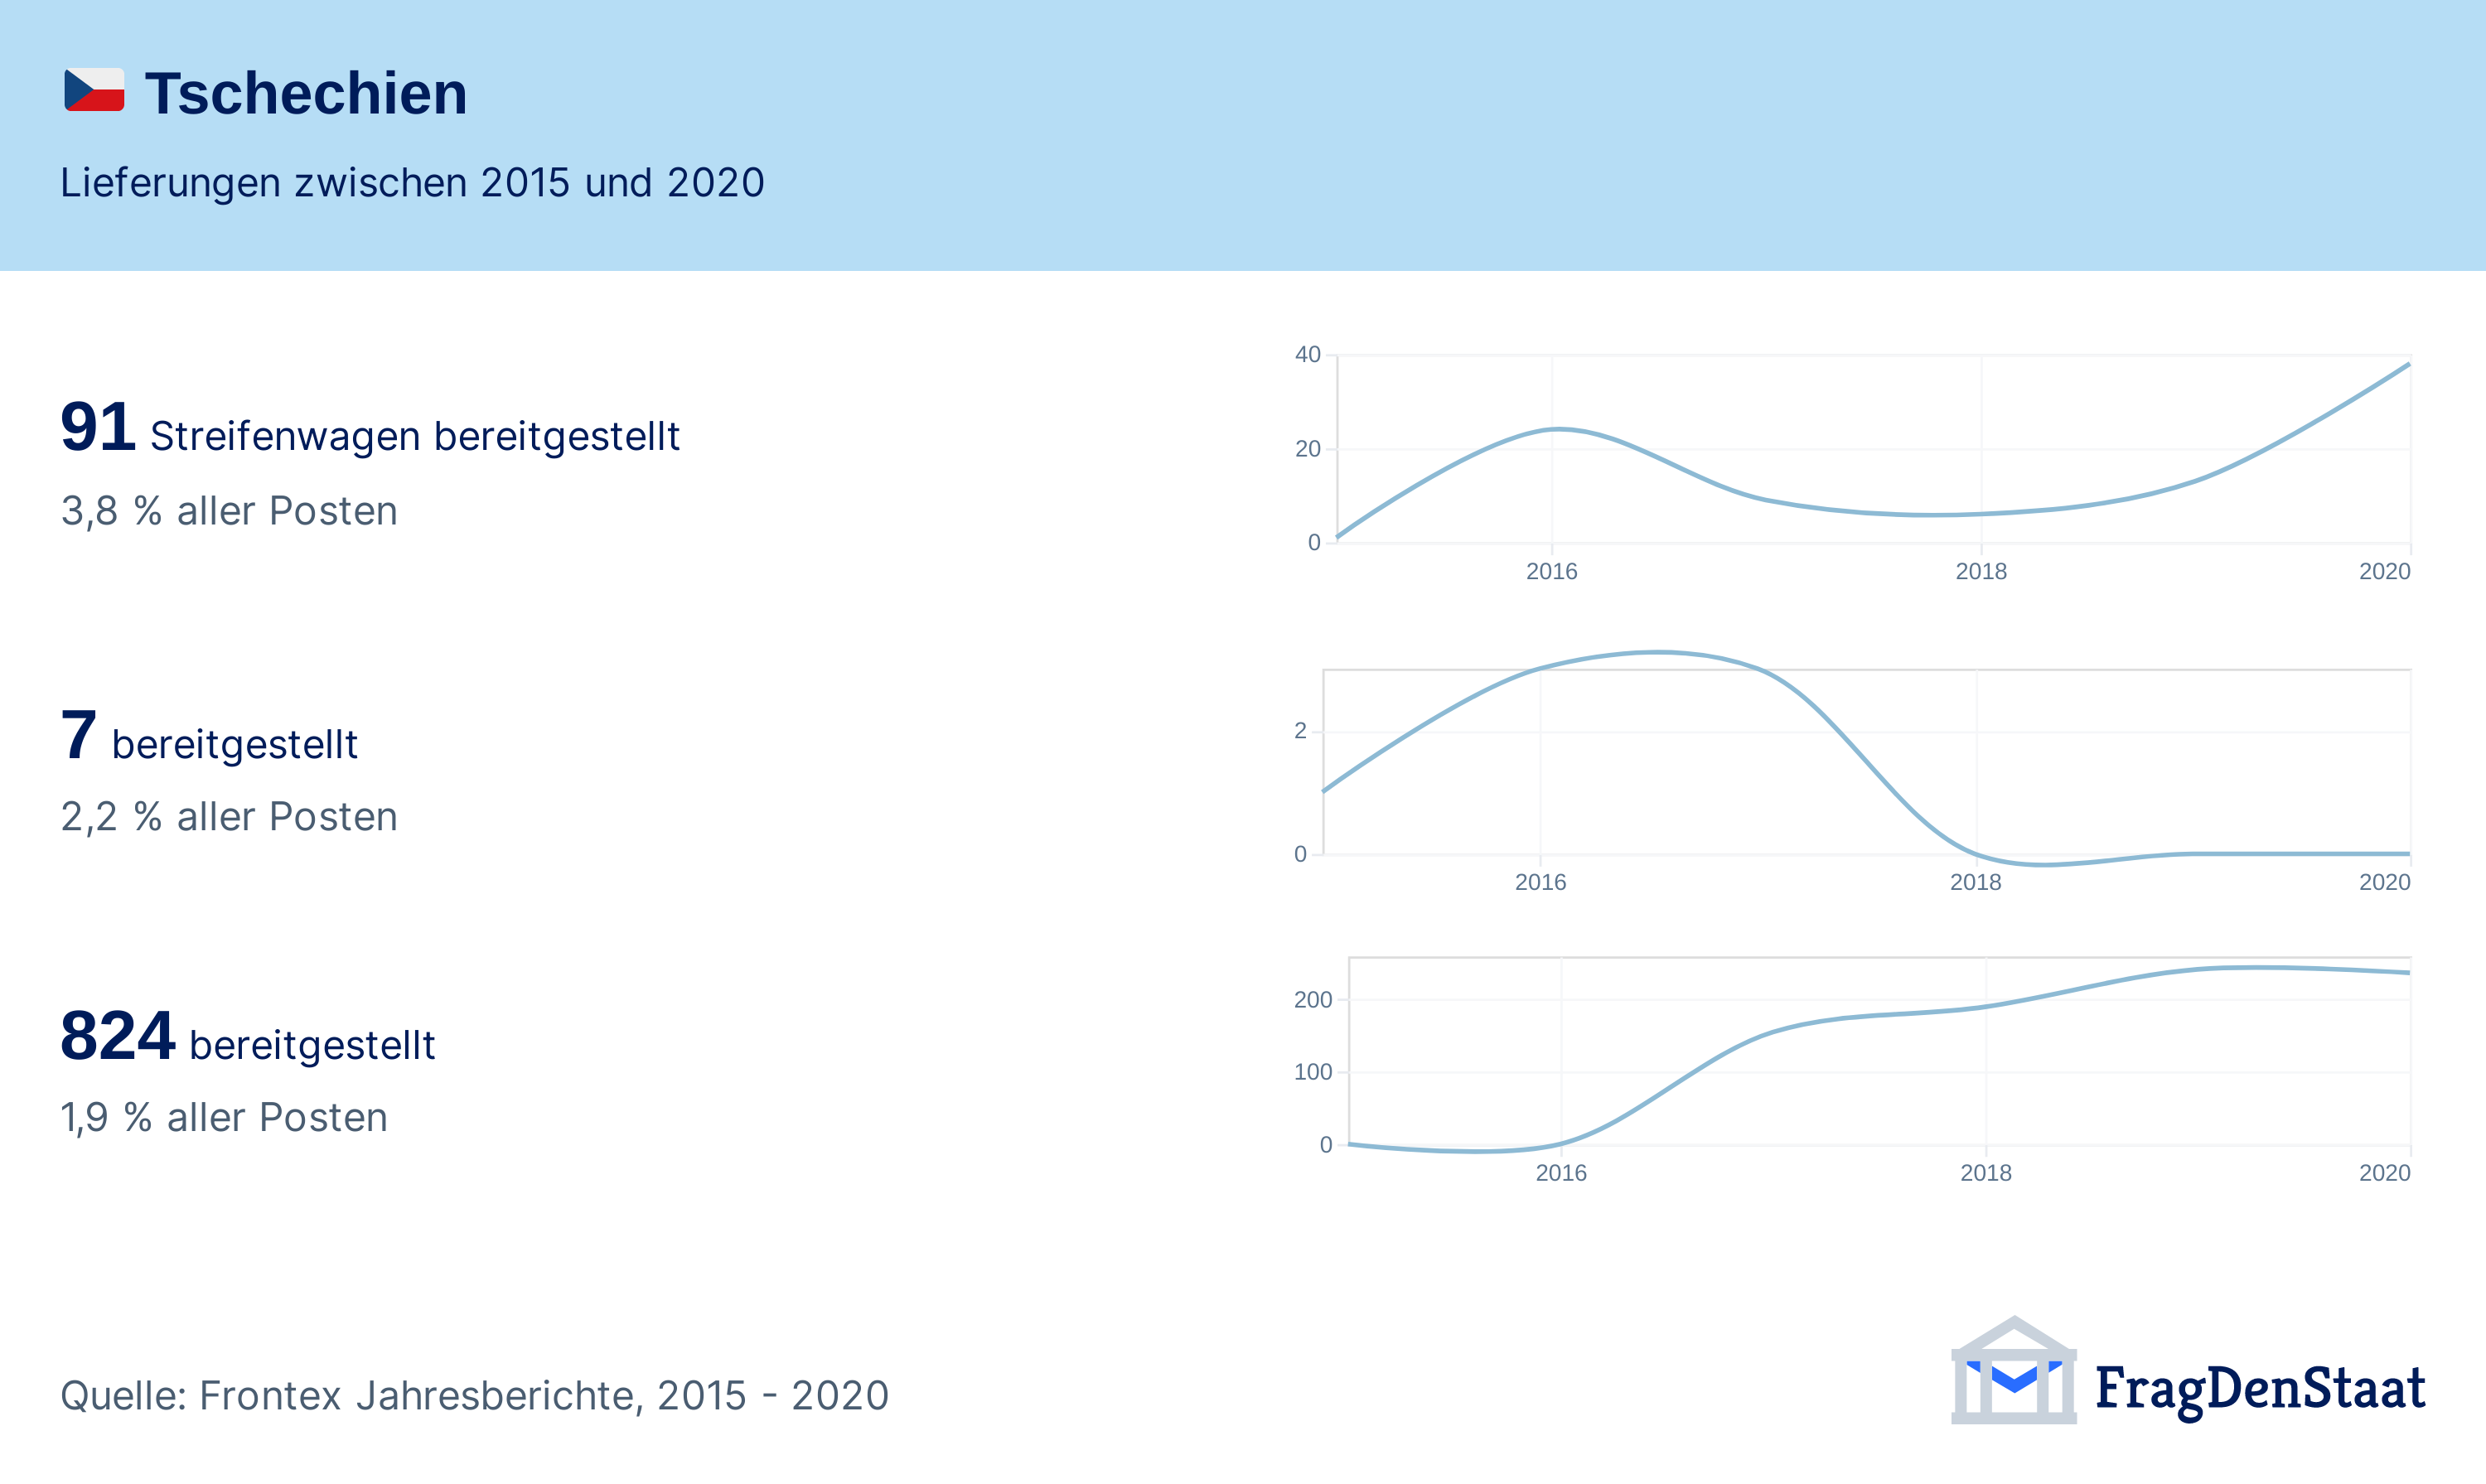 Tschechien
Lieferungen zwischen 2015 und 2020
91 Streifenwagen bereitgestellt
3,8 % aller Posten
40
20
0
2016 2018 2020
7 bereitgestellt
2,2 % aller Posten
2
0
2016 2018 2020
824 bereitgestellt
1,9 % aller Posten
200
100
0
2016 2018 2020
Quelle: Frontex Jahresberichte, 2015 - 2020
FragDenStaat